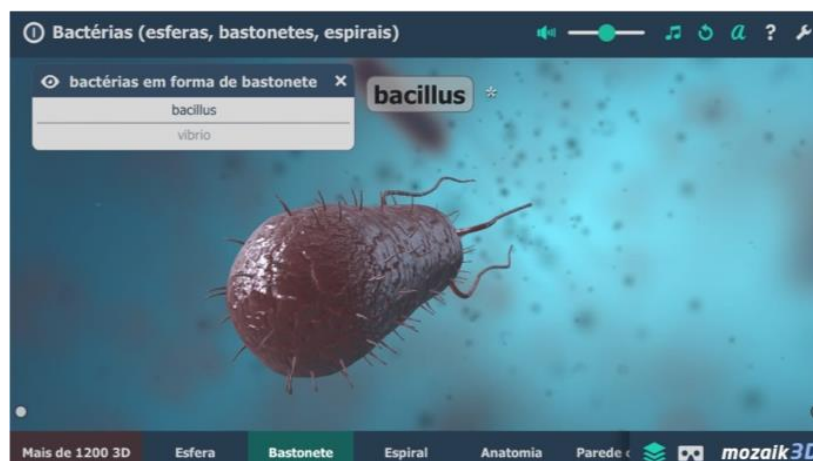 Bactérias (esferas, bastonetes, espirais)
a ?
bactérias em forma de bastonete ×
bacillus
vibrio
bacillus *
Mais de 1200 3D Esfera Bastonete Espiral Anatomia Parede mozaik3D